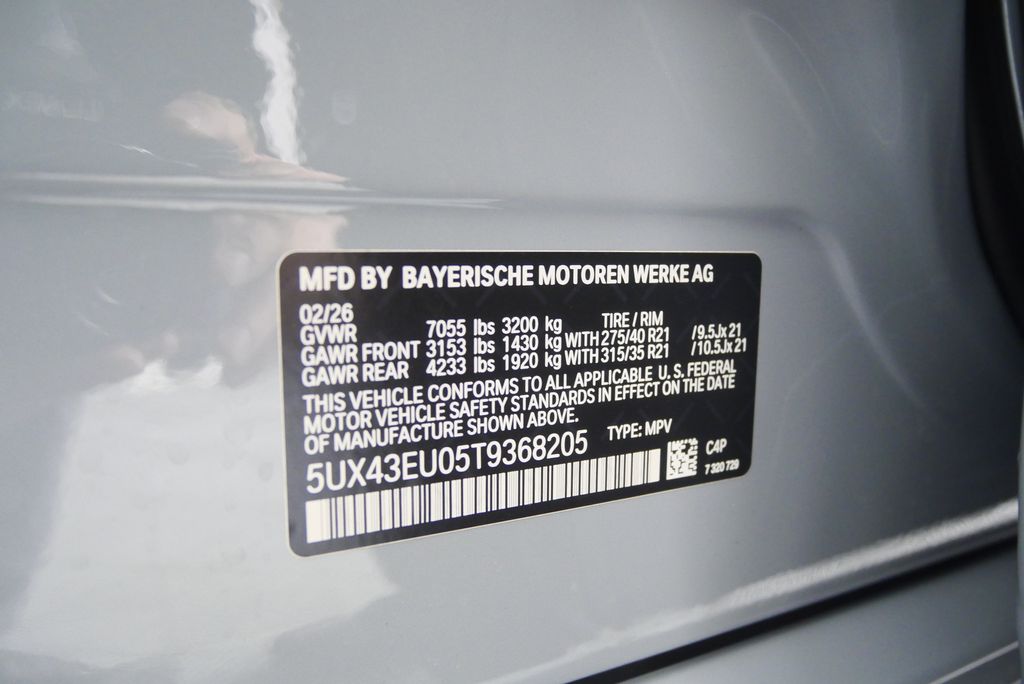 MFD BY BAYERISCHE MOTOREN WERKE AG
02/26
TIRE / RIM
GVWR 7055 lbs 3200 kg
GAWR FRONT 3153 lbs 1430 kg WITH 275/40 R21 /9.5Jx21
GAWR REAR 4233 lbs 1920 kg WITH 315/35 R21 /10.5Jx21
THIS VEHICLE CONFORMS TO ALL APPLICABLE U. S. FEDERAL
MOTOR VEHICLE SAFETY STANDARDS IN EFFECT ON THE DATE
OF MANUFACTURE SHOWN ABOVE.
5UX43EU05T9368205 TYPE: MPV
C4P
7 320 729